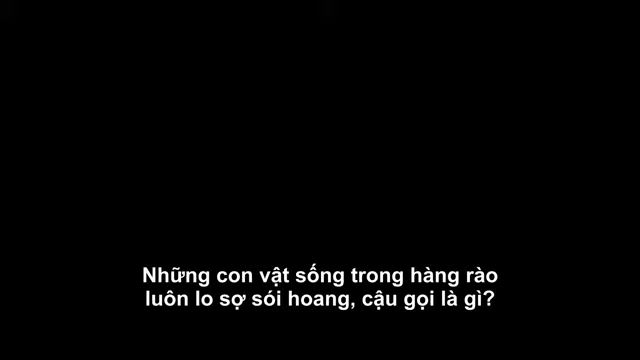 Những con vật sống trong hàng rào
luôn lo sợ sói hoang, cậu gọi là gì?